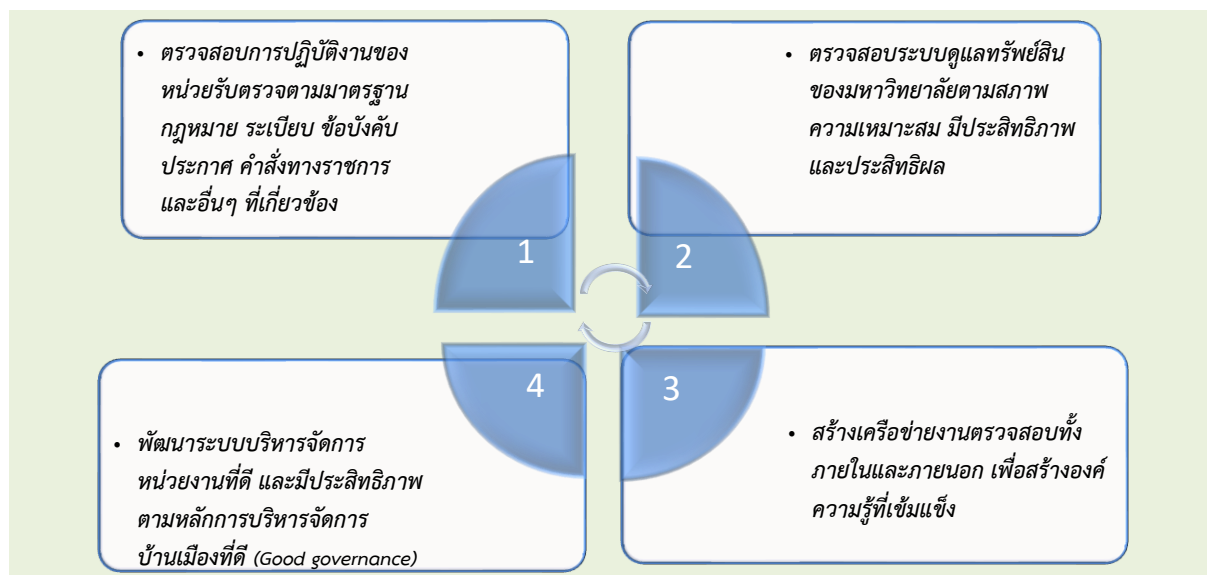 • ตรวจสอบการปฏิบัติงานของ
หน่วยรับตรวจตามมาตรฐาน
กฎหมาย ระเบียบ ข้อบังคับ
ประกาศ คำสั่งทางราชการ
และอื่นๆ ที่เกี่ยวข้อง
1
• ตรวจสอบระบบดูแลทรัพย์สิน
ของมหาวิทยาลัยตามสภาพ
ความเหมาะสม มีประสิทธิภาพ
และประสิทธิผล
2
• สร้างเครือข่ายงานตรวจสอบทั้ง
ภายในและภายนอก เพื่อสร้างองค์
ความรู้ที่เข้มแข็ง
3
• พัฒนาระบบบริหารจัดการ
หน่วยงานที่ดี และมีประสิทธิภาพ
ตามหลักการบริหารจัดการ
บ้านเมืองที่ดี (Good governance)
4